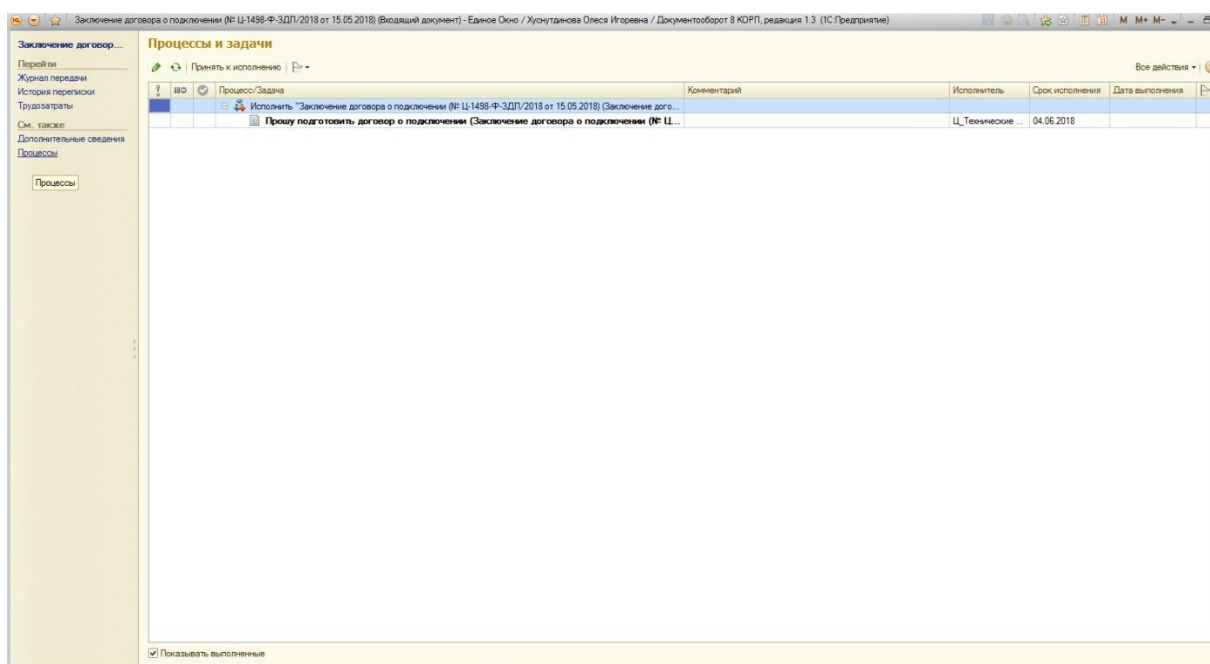 Заключение договора о подключении (№ Ц-1498-Ф-ЗДП/2018 от 15.05.2018) (Входящий документ) - Единое Окно / Хуснутдинова Олеся Игоревна / Документооборот 8 КОРП, редакция 1.3 (1С:Предприятие)
M M+ M-
Заключение договор...
Перейти
Журнал передачи
История переписки
Трудозатраты
См. также
Дополнительные сведения
Процессы
Процессы
Процессы и задачи
Принять к исполнению
Все действия
Процесс/Задача Комментарий Исполнитель Срок исполнения Дата выполнения
Исполнить "Заключение договора о подключении (№ Ц-1498-Ф-ЗДП/2018 от 15.05.2018) (Заключение дого...
Прошу подготовить договор о подключении (Заключение договора о подключении (№ Ц... Ц_Технические ... 04.06.2018
Показывать выполненные